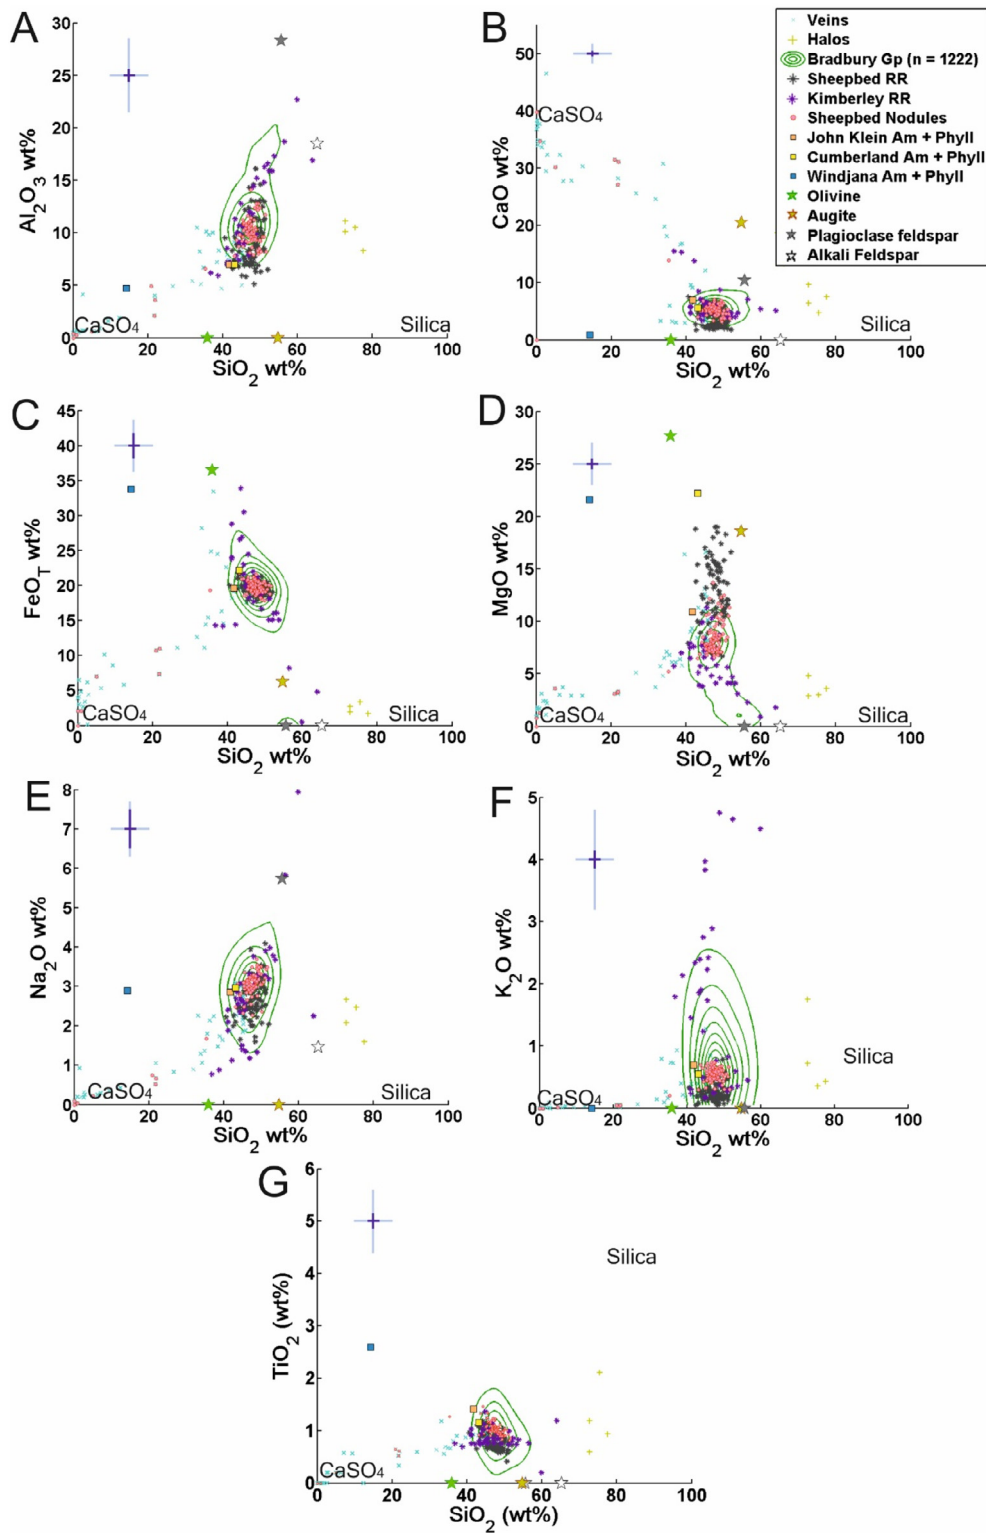 A
30
25
20
15
10
5
0
Al2O3 wt%
CaSO4
Silica
0 20 40 60 80 100
SiO2 wt%
B
50
40
30
20
10
0
CaO wt%
CaSO4
Silica
0 20 40 60 80 100
SiO2 wt%
Veins
Halos
Bradbury Gp (n = 1222)
Sheepbed RR
Kimberley RR
Sheepbed Nodules
John Klein Am + Phyll
Cumberland Am + Phyll
Windjana Am + Phyll
Olivine
Augite
Plagioclase feldspar
Alkali Feldspar
C
45
40
35
30
25
20
15
10
5
0
FeOT wt%
CaSO4
Silica
0 20 40 60 80 100
SiO2 wt%
D
30
25
20
15
10
5
0
MgO wt%
CaSO4
Silica
0 20 40 60 80 100
SiO2 wt%
E
8
7
6
5
4
3
2
1
0
Na2O wt%
CaSO4
Silica
0 20 40 60 80 100
SiO2 wt%
F
5
4
3
2
1
0
K2O wt%
CaSO4
Silica
0 20 40 60 80 100
SiO2 wt%
G
6
5
4
3
2
1
0
TiO2 (wt%)
Silica
CaSO4
0 20 40 60 80 100
SiO2 (wt%)